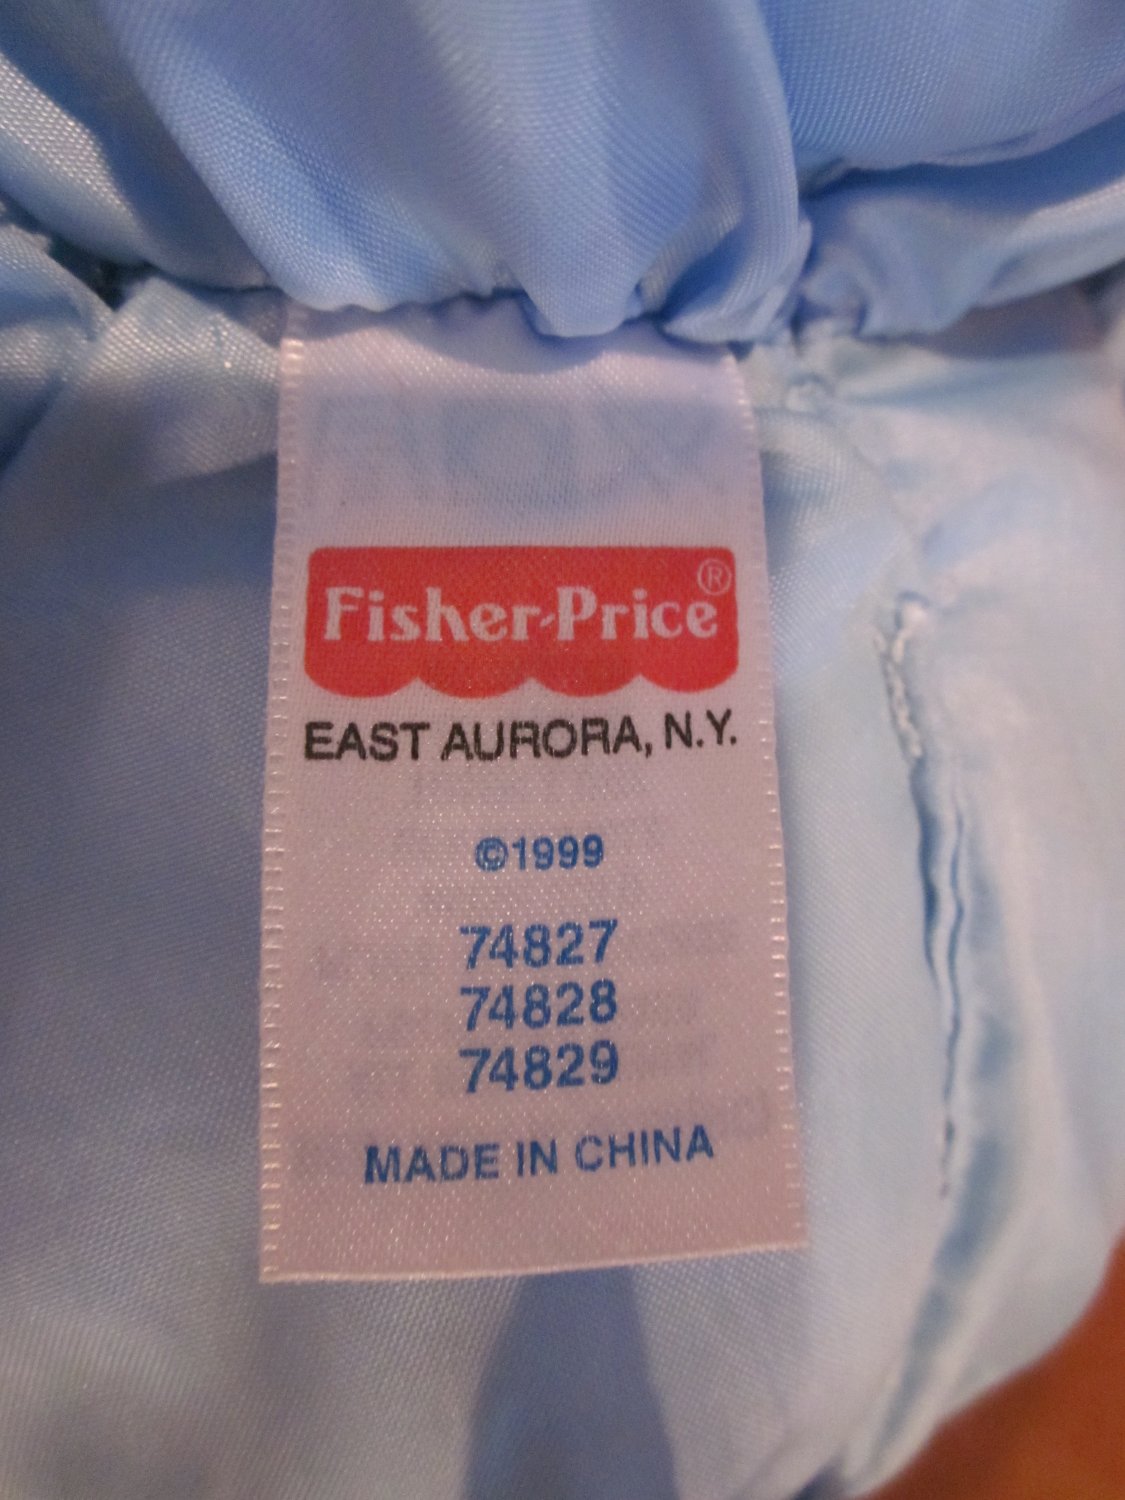 Fisher-Price®
EAST AURORA, N.Y.
©1999
74827
74828
74829
MADE IN CHINA